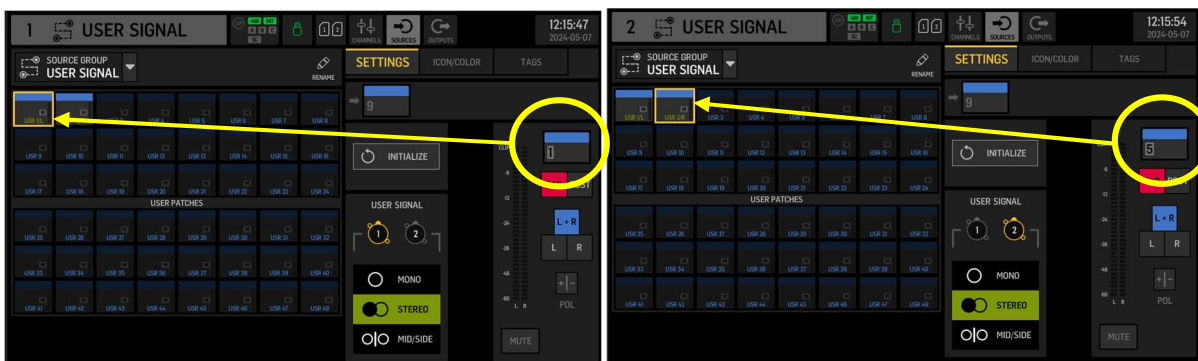 1 USER SIGNAL
48K INT
A B C
SC
1 2
CHANNELS SOURCES OUTPUTS
12:15:47
2024-05-07
SOURCE GROUP
USER SIGNAL
RENAME
SETTINGS ICON/COLOR TAGS
USR 1/L USR 7 USR 8
9
USR 9 USR 10 USR 11 USR 12 USR 13 USR 14 USR 15 USR 16
INITIALIZE
1
USR 17 USR 18 USR 19 USR 20 USR 21 USR 22 USR 23 USR 24
USER PATCHES
USER SIGNAL
USR 25 USR 26 USR 27 USR 28 USR 29 USR 30 USR 31 USR 32
1 2
L+R
L R
USR 33 USR 34 USR 35 USR 36 USR 37 USR 38 USR 39 USR 40
MONO
+|-
POL
USR 41 USR 42 USR 43 USR 44 USR 45 USR 46 USR 47 USR 48
STEREO
L R
MID/SIDE
MUTE
2 USER SIGNAL
48K INT
A B C
SC
1 2
CHANNELS SOURCES OUTPUTS
12:15:54
2024-05-07
SOURCE GROUP
USER SIGNAL
RENAME
SETTINGS ICON/COLOR TAGS
USR 1/L USR 2/R USR 3 USR 4
9
USR 9 USR 10 USR 11 USR 12 USR 13 USR 14 USR 15 USR 16
INITIALIZE
5
USR 17 USR 18 USR 19 USR 20 USR 21 USR 22 USR 23 USR 24
USER PATCHES
USER SIGNAL
USR 25 USR 26 USR 27 USR 28 USR 29 USR 30 USR 31 USR 32
1 2
L+R
L R
USR 33 USR 34 USR 35 USR 36 USR 37 USR 38 USR 39 USR 40
MONO
+|-
POL
USR 41 USR 42 USR 43 USR 44 USR 45 USR 46 USR 47 USR 48
STEREO
L R
MID/SIDE
MUTE